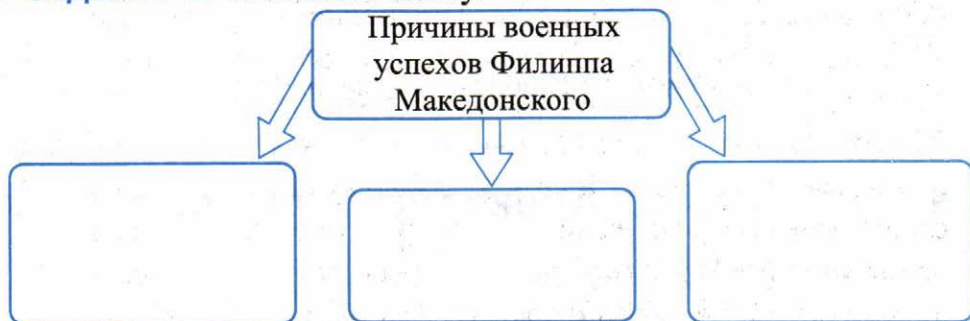 Причины военных
успехов Филиппа
Македонского